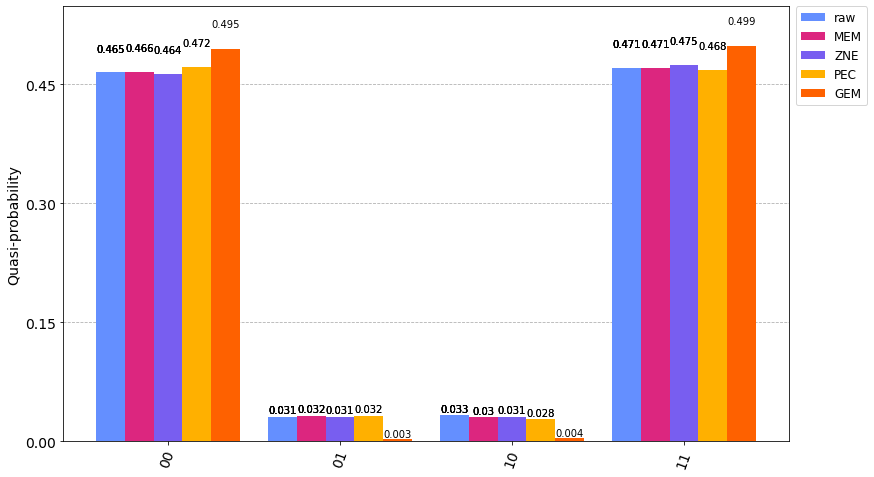 0.495
0.499
raw
MEM
ZNE
PEC
GEM
0.465 0.466 0.464 0.472
0.471 0.471 0.475 0.468
0.45
0.30
0.15
0.00
Quasi-probability
0.031 0.032 0.031 0.032 0.003
0.033 0.03 0.031 0.028 0.004
00 01 10 11